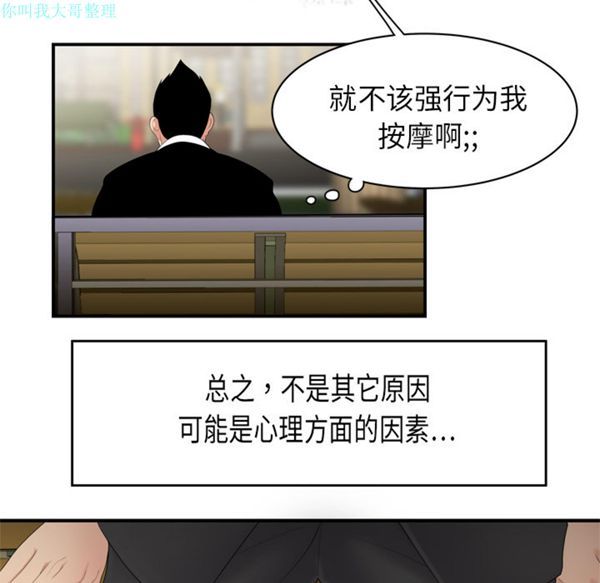 你叫我大哥整理
就不该强行为我
按摩啊;;
总之，不是其它原因
可能是心理方面的因素...